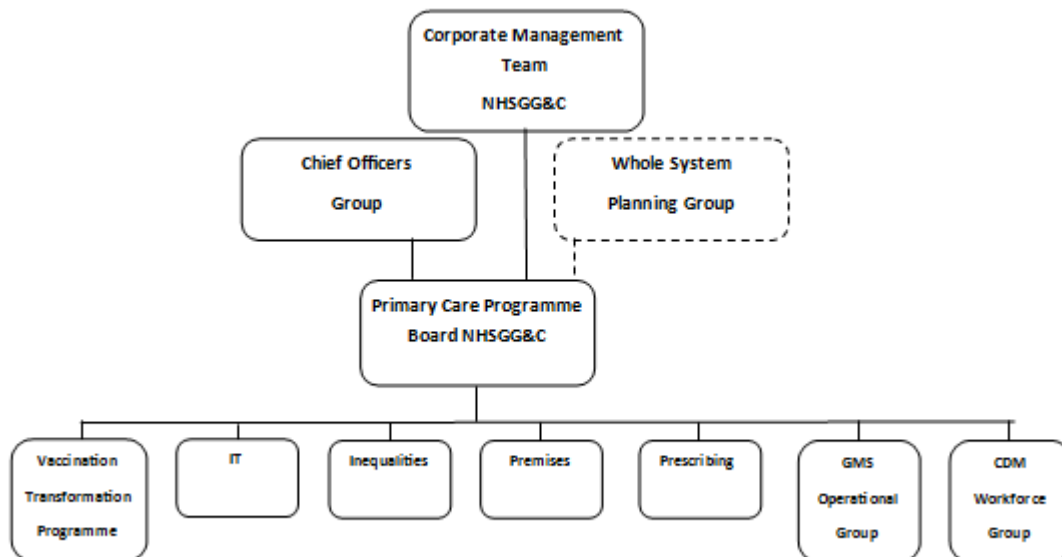 Corporate Management
Team
NHSGG&C
Chief Officers
Group
Whole System
Planning Group
Primary Care Programme
Board NHSGG&C
Vaccination
Transformation
Programme
IT
Inequalities
Premises
Prescribing
GMS
Operational
Group
CDM
Workforce
Group